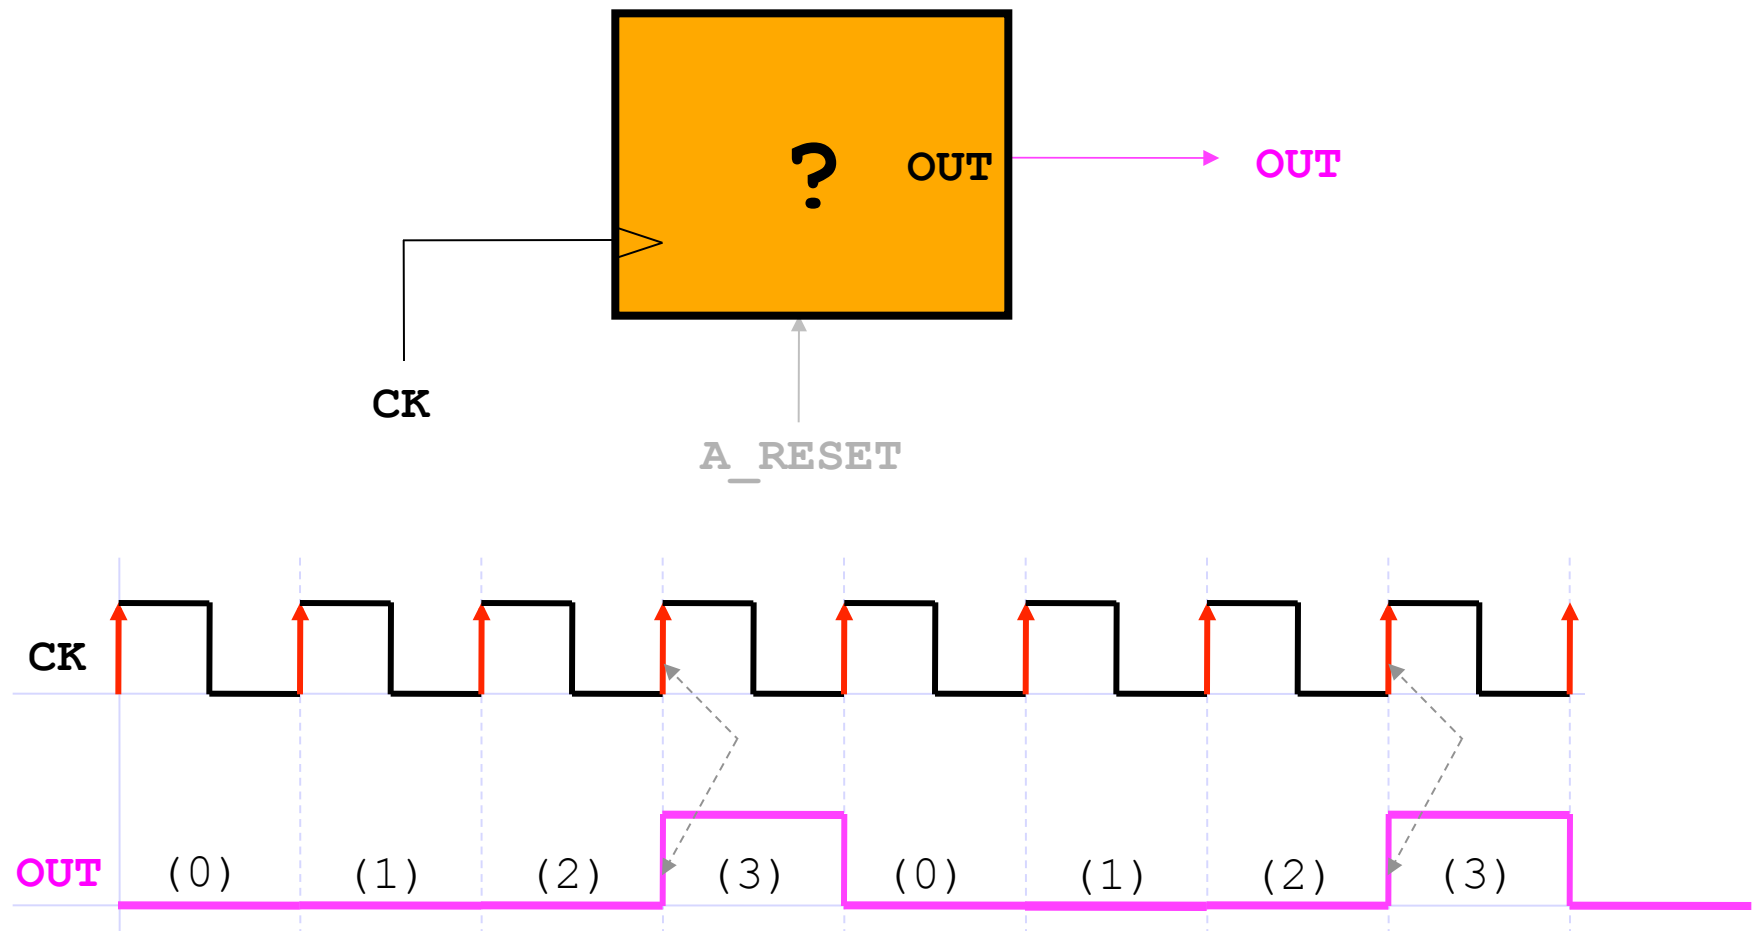 ? OUT
OUT
CK
A_RESET
CK
OUT (0) (1) (2) (3) (0) (1) (2) (3)